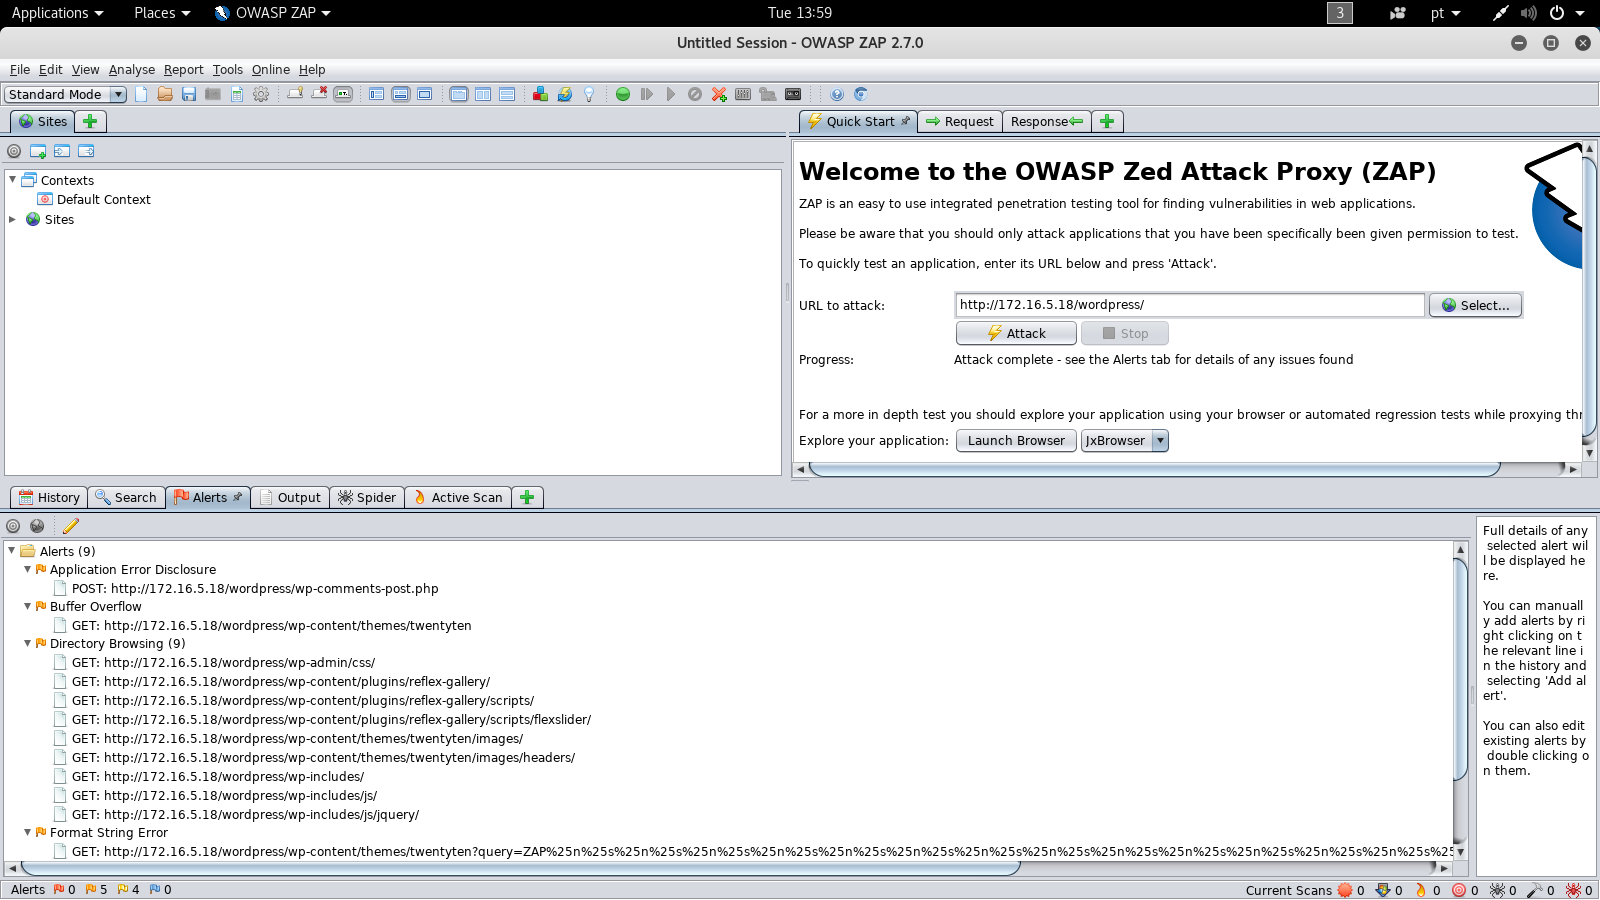 Applications Places OWASP ZAP Tue 13:59 3 pt
Untitled Session - OWASP ZAP 2.7.0
File Edit View Analyse Report Tools Online Help
Standard Mode
Sites Quick Start Request Response
Contexts
Default Context
Sites
Welcome to the OWASP Zed Attack Proxy (ZAP)
ZAP is an easy to use integrated penetration testing tool for finding vulnerabilities in web applications.
Please be aware that you should only attack applications that you have been specifically been given permission to test.
To quickly test an application, enter its URL below and press 'Attack'.
URL to attack: http://172.16.5.18/wordpress/ Select...
Attack Stop
Progress: Attack complete - see the Alerts tab for details of any issues found
For a more in depth test you should explore your application using your browser or automated regression tests while proxying thr
Explore your application: Launch Browser JxBrowser
History Search Alerts Output Spider Active Scan
Alerts (9)
Application Error Disclosure
POST: http://172.16.5.18/wordpress/wp-comments-post.php
Buffer Overflow
GET: http://172.16.5.18/wordpress/wp-content/themes/twentyten
Directory Browsing (9)
GET: http://172.16.5.18/wordpress/wp-admin/css/
GET: http://172.16.5.18/wordpress/wp-content/plugins/reflex-gallery/
GET: http://172.16.5.18/wordpress/wp-content/plugins/reflex-gallery/scripts/
GET: http://172.16.5.18/wordpress/wp-content/plugins/reflex-gallery/scripts/flexslider/
GET: http://172.16.5.18/wordpress/wp-content/themes/twentyten/images/
GET: http://172.16.5.18/wordpress/wp-content/themes/twentyten/images/headers/
GET: http://172.16.5.18/wordpress/wp-includes/
GET: http://172.16.5.18/wordpress/wp-includes/js/
GET: http://172.16.5.18/wordpress/wp-includes/js/jquery/
Format String Error
GET: http://172.16.5.18/wordpress/wp-content/themes/twentyten?query=ZAP%25n%25s%25n%25s%25n%25s%25n%25s%25n%25s%25n%25s%25n%25s%25n%25s%25n%25s%25n%25s%25n%25s%25n%25s%25
Full details of any
selected alert wil
l be displayed he
re.
You can manuall
y add alerts by ri
ght clicking on t
he relevant line i
n the history and
selecting 'Add al
ert'.
You can also edit
existing alerts by
double clicking o
n them.
Alerts 0 5 4 0 Current Scans 0 0 0 0 0 0 0